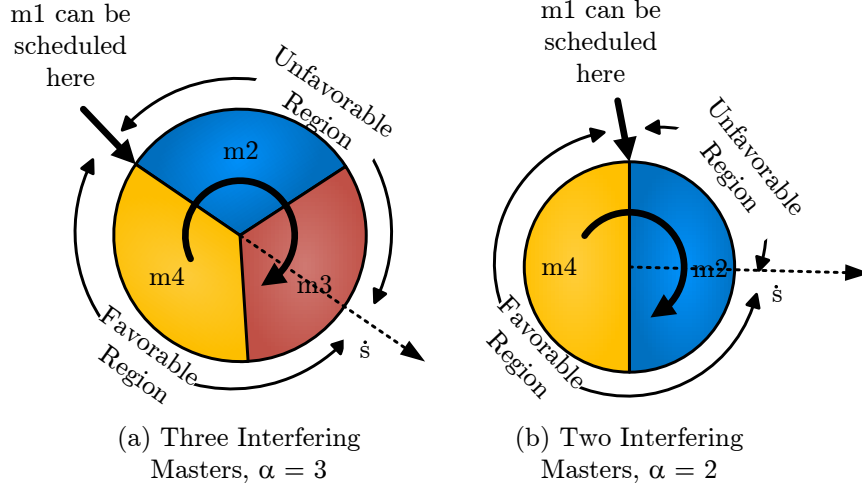 m1 can be
scheduled
here
Unfavorable
Region
m2
m4
m3
Favorable
Region
ṡ
(a) Three Interfering
Masters, α = 3
m1 can be
scheduled
here
Unfavorable
Region
m4
m2
ṡ
Favorable
Region
(b) Two Interfering
Masters, α = 2